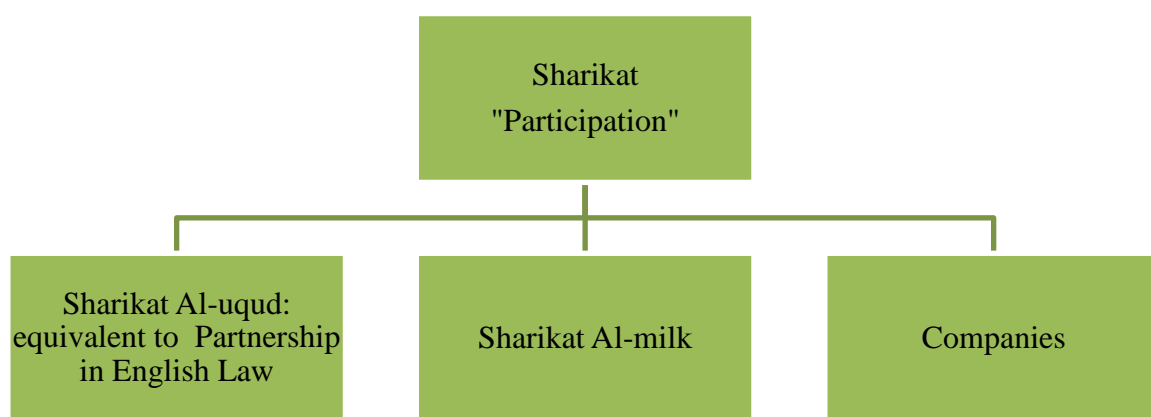 Sharikat
"Participation"
Sharikat Al-uqud:
equivalent to Partnership
in English Law
Sharikat Al-milk
Companies